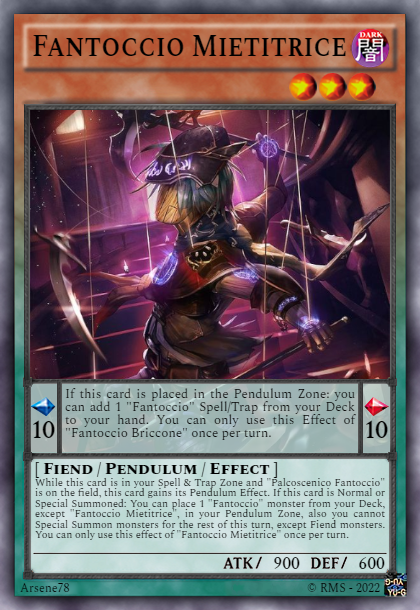 FANTOCCIO MIETITRICE
DARK
闇
If this card is placed in the Pendulum Zone: you
can add 1 "Fantoccio" Spell/Trap from your Deck
to your hand. You can only use this Effect of
"Fantoccio Briccone" once per turn.
10
10
[ FIEND / PENDULUM / EFFECT ]
While this card is in your Spell & Trap Zone and "Palcoscenico Fantoccio"
is on the field, this card gains its Pendulum Effect. If this card is Normal or
Special Summoned: You can place 1 "Fantoccio" monster from your Deck,
except "Fantoccio Mietitrice", in your Pendulum Zone, also you cannot
Special Summon monsters for the rest of this turn, except Fiend monsters.
You can only use this effect of "Fantoccio Mietitrice" once per turn.
ATK/ 900 DEF/ 600
Arsene78
© RMS - 2022